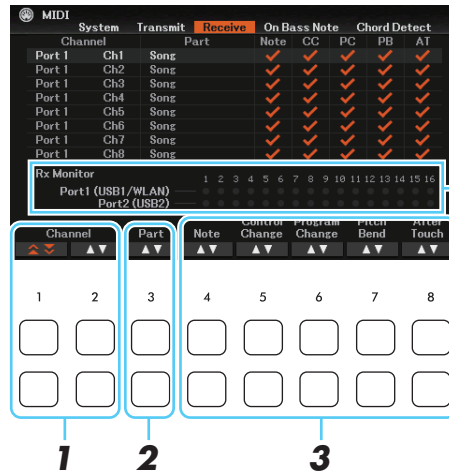 MIDI
System Transmit Receive On Bass Note Chord Detect
Channel Part Note CC PC PB AT
Port 1 Ch1 Song
Port 1 Ch2 Song
Port 1 Ch3 Song
Port 1 Ch4 Song
Port 1 Ch5 Song
Port 1 Ch6 Song
Port 1 Ch7 Song
Port 1 Ch8 Song
Rx Monitor 1 2 3 4 5 6 7 8 9 10 11 12 13 14 15 16
Port1 (USB1/WLAN)
Port2 (USB2)
Channel Part Note Control Change Program Change Pitch Bend After Touch
1 2 3 4 5 6 7 8
1 2 3